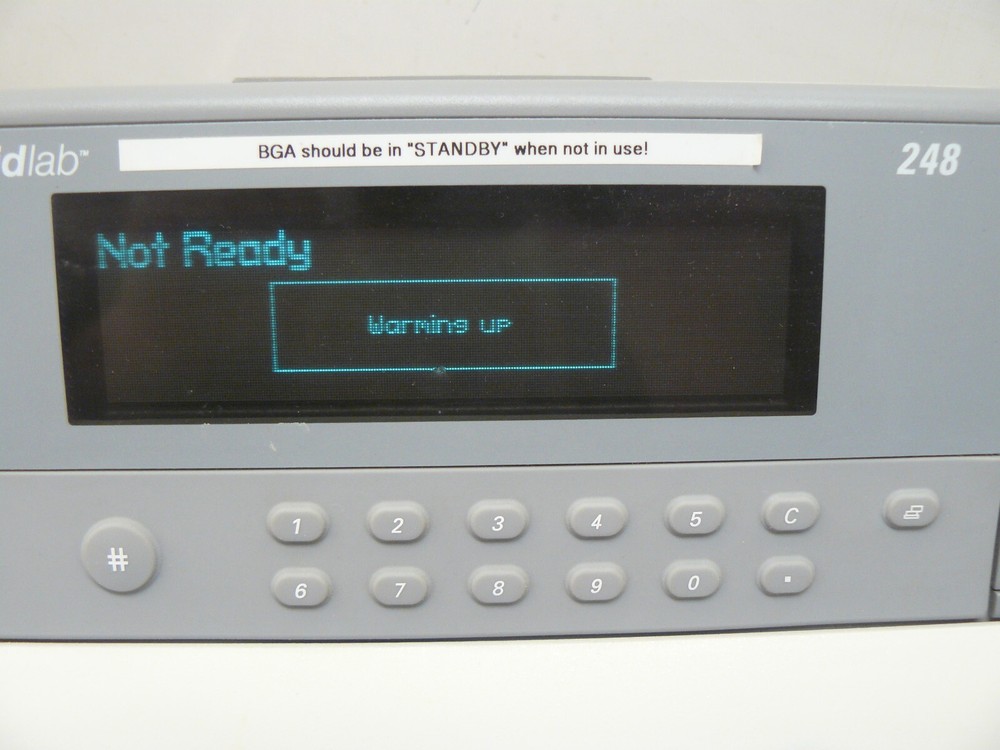 dlab™
BGA should be in "STANDBY" when not in use!
248
Not Ready
Warming up
# 1 2 3 4 5 C
6 7 8 9 0 .